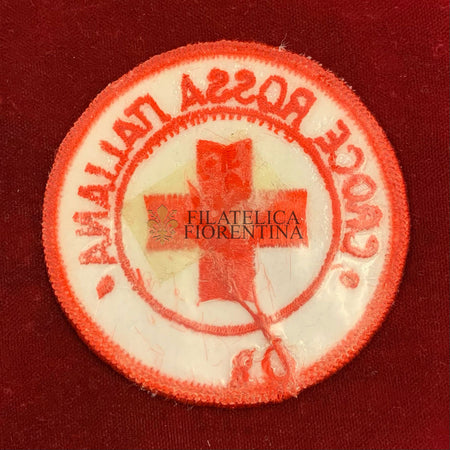 • CROCE ROSSA ITALIANA •
FILATELICA
FIORENTINA